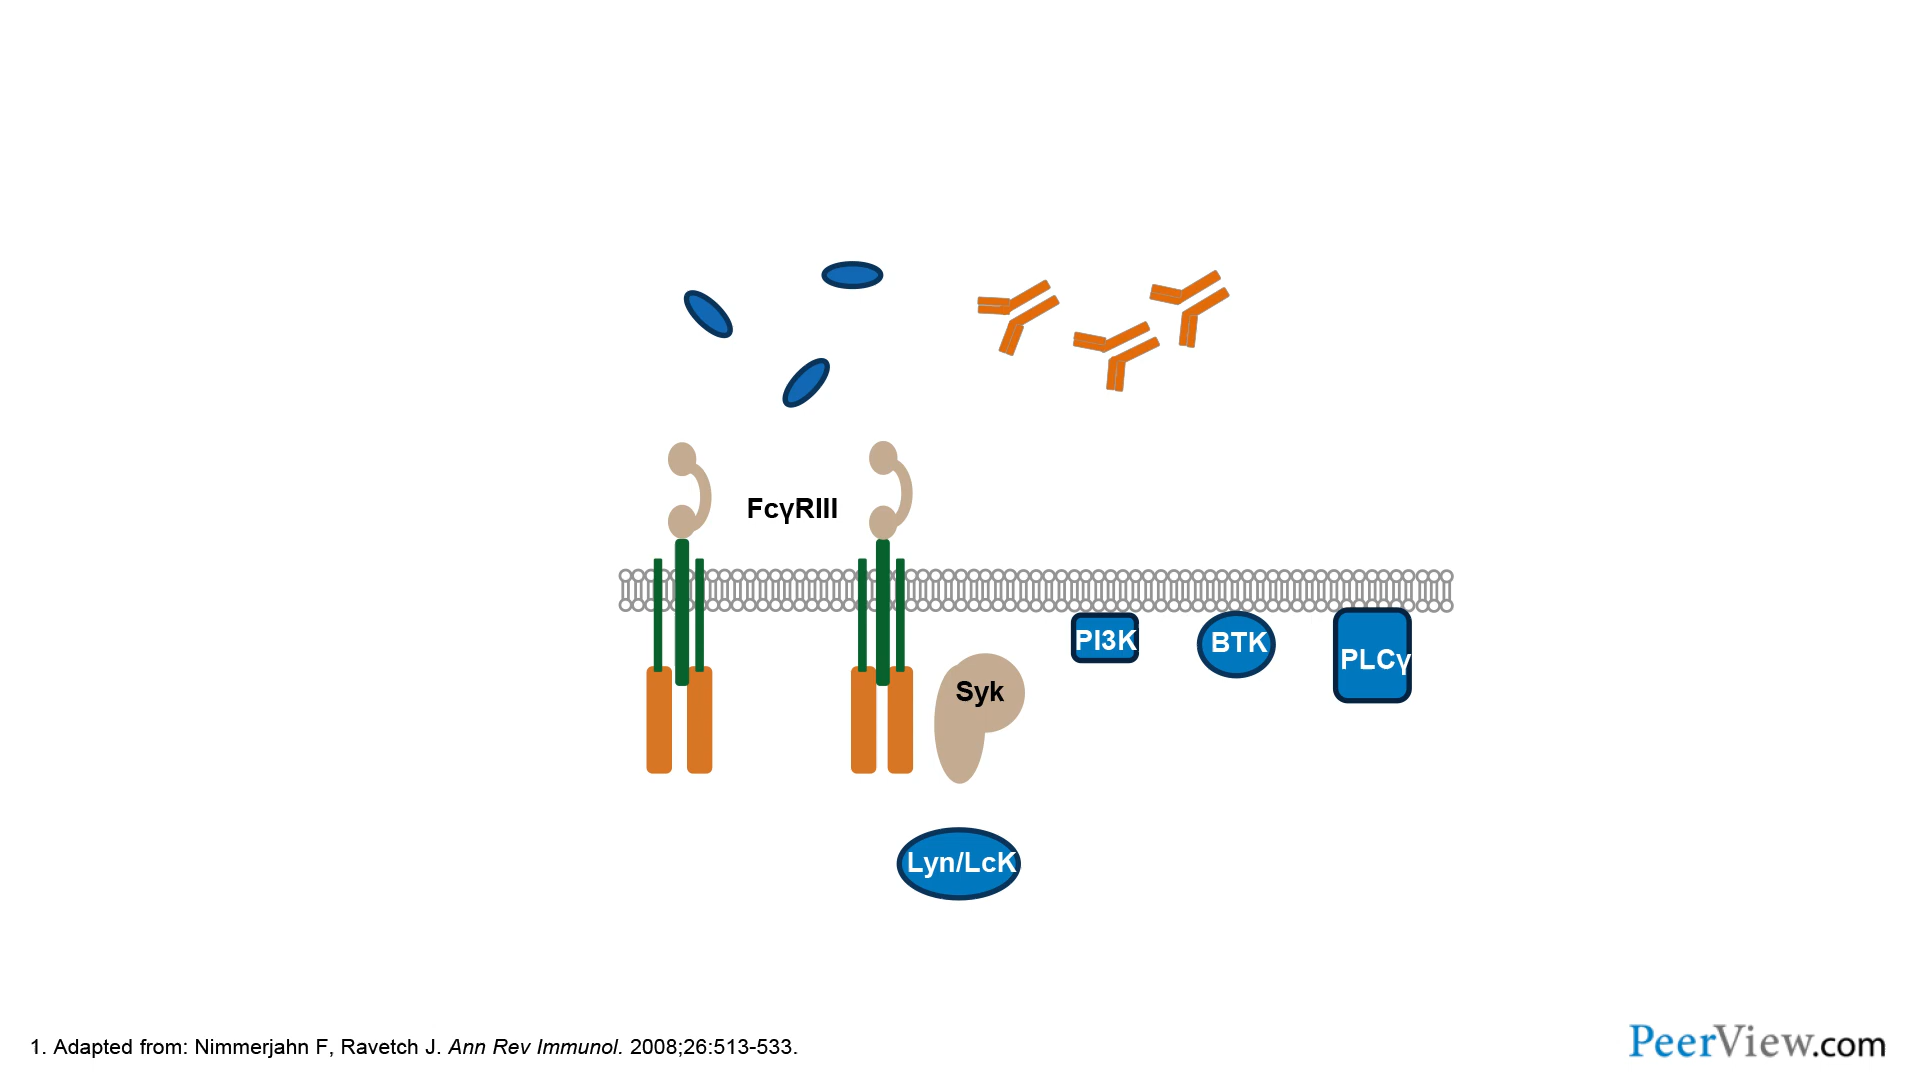 FcγRIII
PI3K
BTK
PLCγ
Syk
Lyn/LcK
1. Adapted from: Nimmerjahn F, Ravetch J. Ann Rev Immunol. 2008;26:513-533.
PeerView.com